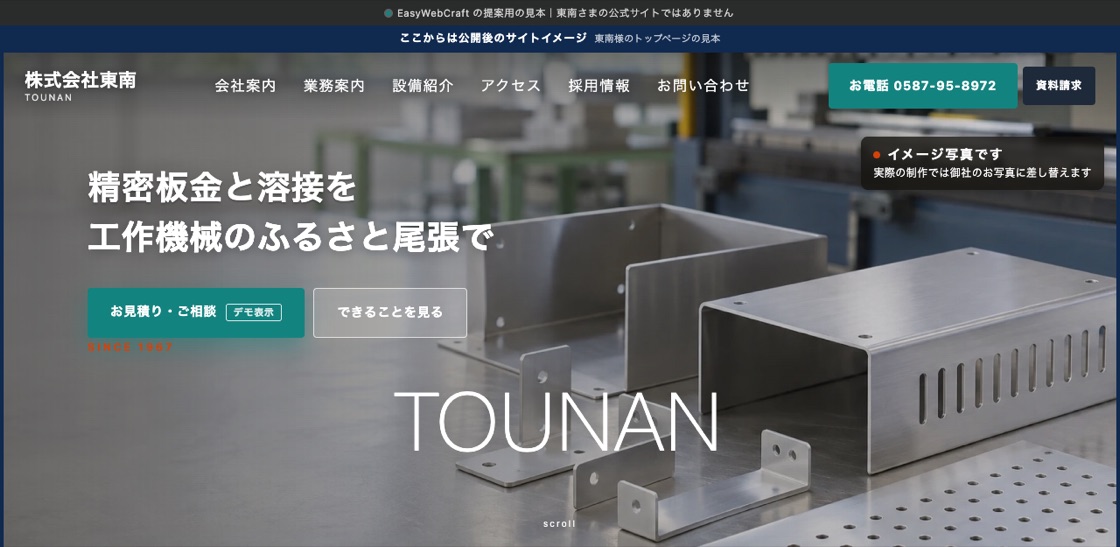 EasyWebCraft の提案用の見本｜東南さまの公式サイトではありません
ここからは公開後のサイトイメージ 東南様のトップページの見本
株式会社東南
TOUNAN
会社案内 業務案内 設備紹介 アクセス 採用情報 お問い合わせ
お電話 0587-95-8972
資料請求
イメージ写真です
実際の制作では御社のお写真に差し替えます
精密板金と溶接を
工作機械のふるさと尾張で
お見積り・ご相談 デモ表示
できることを見る
SINCE
TOUNAN
scroll